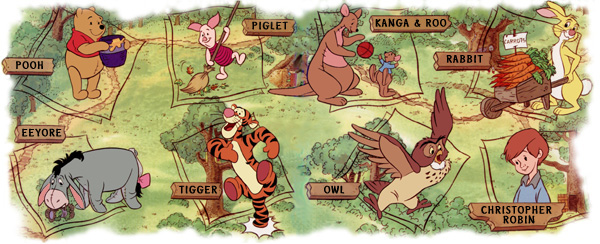 POOH
PIGLET
KANGA & ROO
RABBIT
CARROTS
EEYORE
TIGGER
OWL
CHRISTOPHER
ROBIN